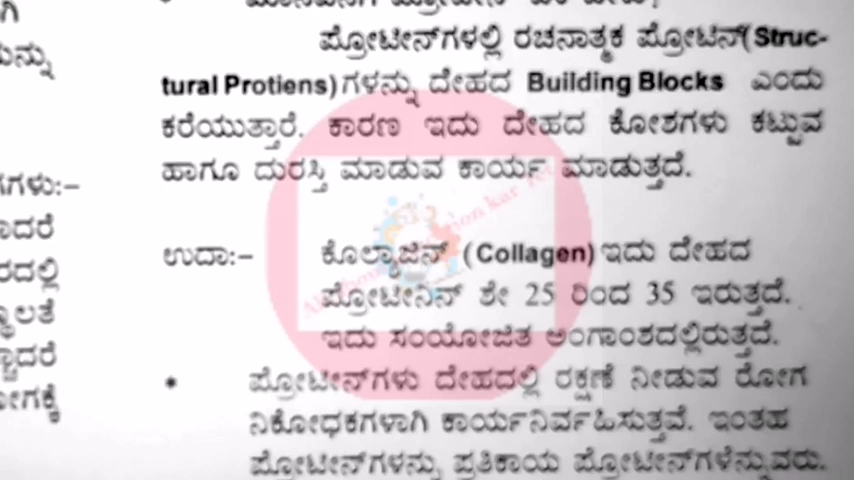 ಗಿ
ಪ್ರೋಟೀನ್‌ಗಳಲ್ಲಿ ರಚನಾತ್ಮಕ ಪ್ರೋಟಿನ್(Struc-
tural Protiens)ಗಳನ್ನು ದೇಹದ Building Blocks ಎಂದು
ಕರೆಯುತ್ತಾರೆ. ಕಾರಣ ಇದು ದೇಹದ ಕೋಶಗಳು ಕಟ್ಟುವ
ಹಾಗೂ ದುರಸ್ತಿ ಮಾಡುವ ಕಾರ್ಯ ಮಾಡುತ್ತದೆ.
ಉದಾ:– ಕೊಲ್ಯಾಜಿನ್ (Collagen)ಇದು ದೇಹದ
ಪ್ರೋಟೀನಿನ್ ಶೇ 25 ರಿಂದ 35 ಇರುತ್ತದೆ.
ಇದು ಸಂಯೋಜಿತ ಅಂಗಾಂಶದಲ್ಲಿರುತ್ತದೆ.
* ಪ್ರೋಟೀನ್‌ಗಳು ದೇಹದಲ್ಲಿ ರಕ್ಷಣೆ ನೀಡುವ ರೋಗ
ನಿಕೋಧಕಗಳಾಗಿ ಕಾರ್ಯನಿರ್ವಹಿಸುತ್ತವೆ. ಇಂತಹ
ಪ್ರೋಟೀನ್‌ಗಳನ್ನು ಪ್ರತಿಕಾಯ ಪ್ರೋಟೀನ್‌ಗಳೆನ್ನುವರು.